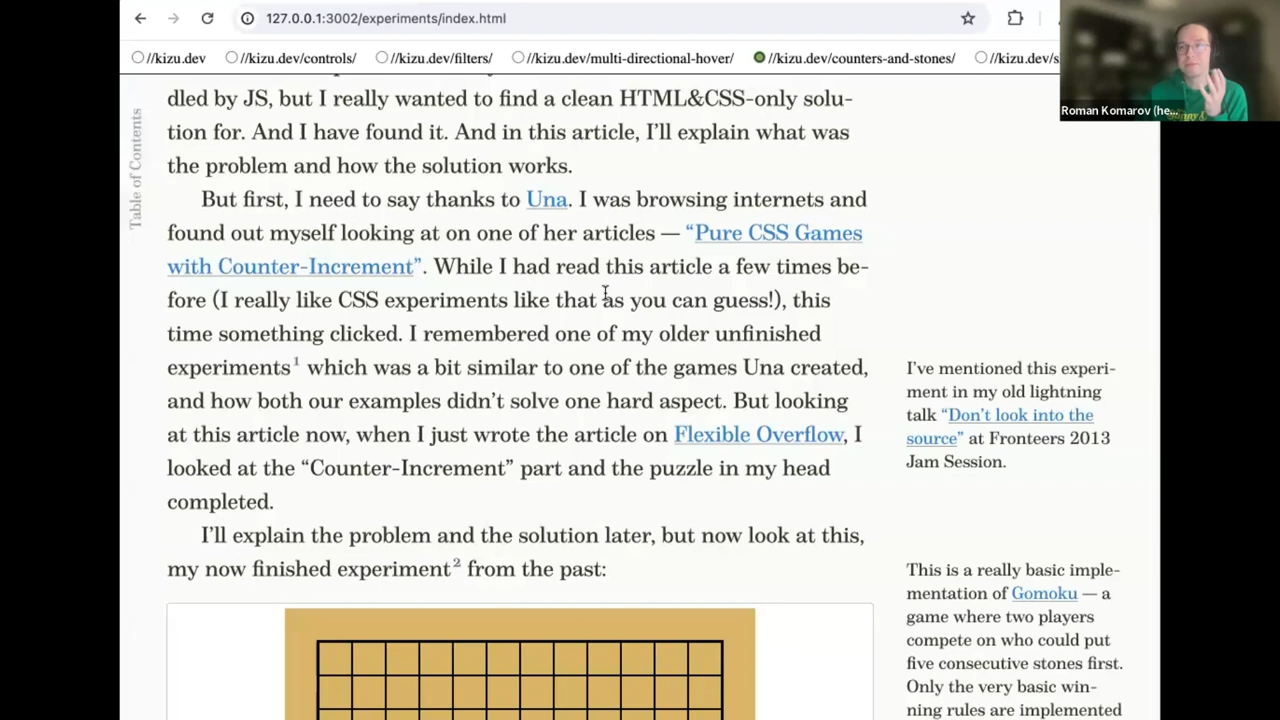 127.0.0.1:3002/experiments/index.html
//kizu.dev
//kizu.dev/controls/
//kizu.dev/filters/
//kizu.dev/multi-directional-hover/
//kizu.dev/counters-and-stones/
Roman Komarov (he...
Table of Contents
dled by JS, but I really wanted to find a clean HTML&CSS-only solu-
tion for. And I have found it. And in this article, I’ll explain what was
the problem and how the solution works.
But first, I need to say thanks to Una. I was browsing internets and
found out myself looking at on one of her articles — “Pure CSS Games
with Counter-Increment”. While I had read this article a few times be-
fore (I really like CSS experiments like that as you can guess!), this
time something clicked. I remembered one of my older unfinished
experiments1 which was a bit similar to one of the games Una created,
and how both our examples didn’t solve one hard aspect. But looking
at this article now, when I just wrote the article on Flexible Overflow, I
looked at the “Counter-Increment” part and the puzzle in my head
completed.
I’ll explain the problem and the solution later, but now look at this,
my now finished experiment2 from the past:
I’ve mentioned this experi-
ment in my old lightning
talk “Don’t look into the
source” at Fronteers 2013
Jam Session.
This is a really basic imple-
mentation of Gomoku — a
game where two players
compete on who could put
five consecutive stones first.
Only the very basic win-
ning rules are implemented